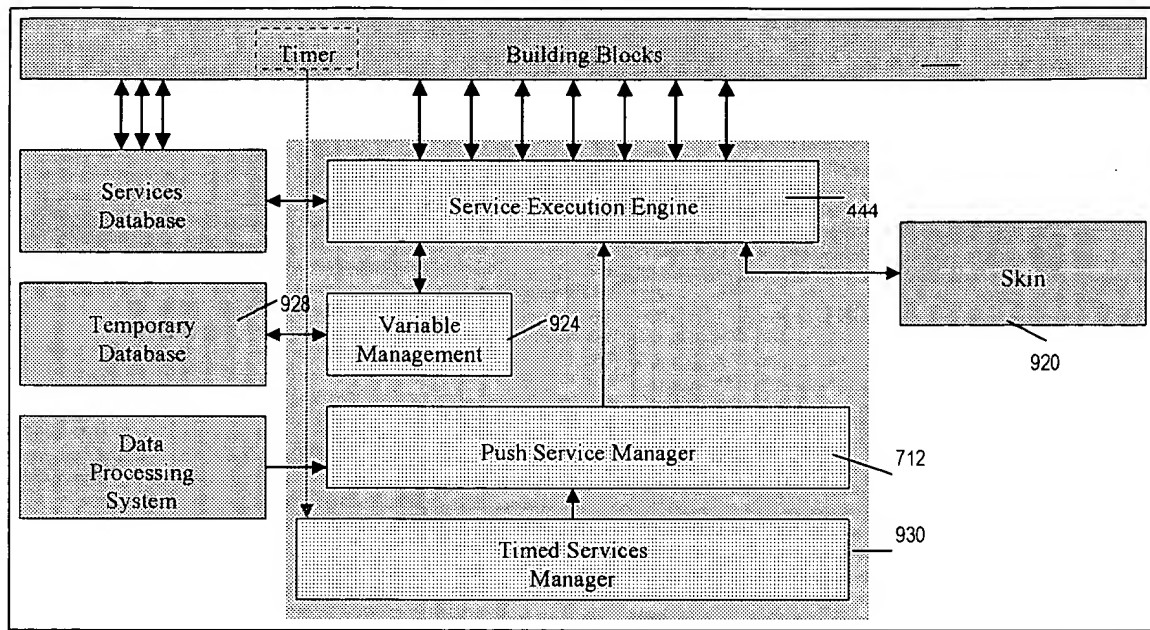 Timer
Building Blocks
Services
Database
Service Execution Engine
444
Skin
920
Temporary
Database
928
Variable
Management
924
Data
Processing
System
Push Service Manager
712
Timed Services
Manager
930